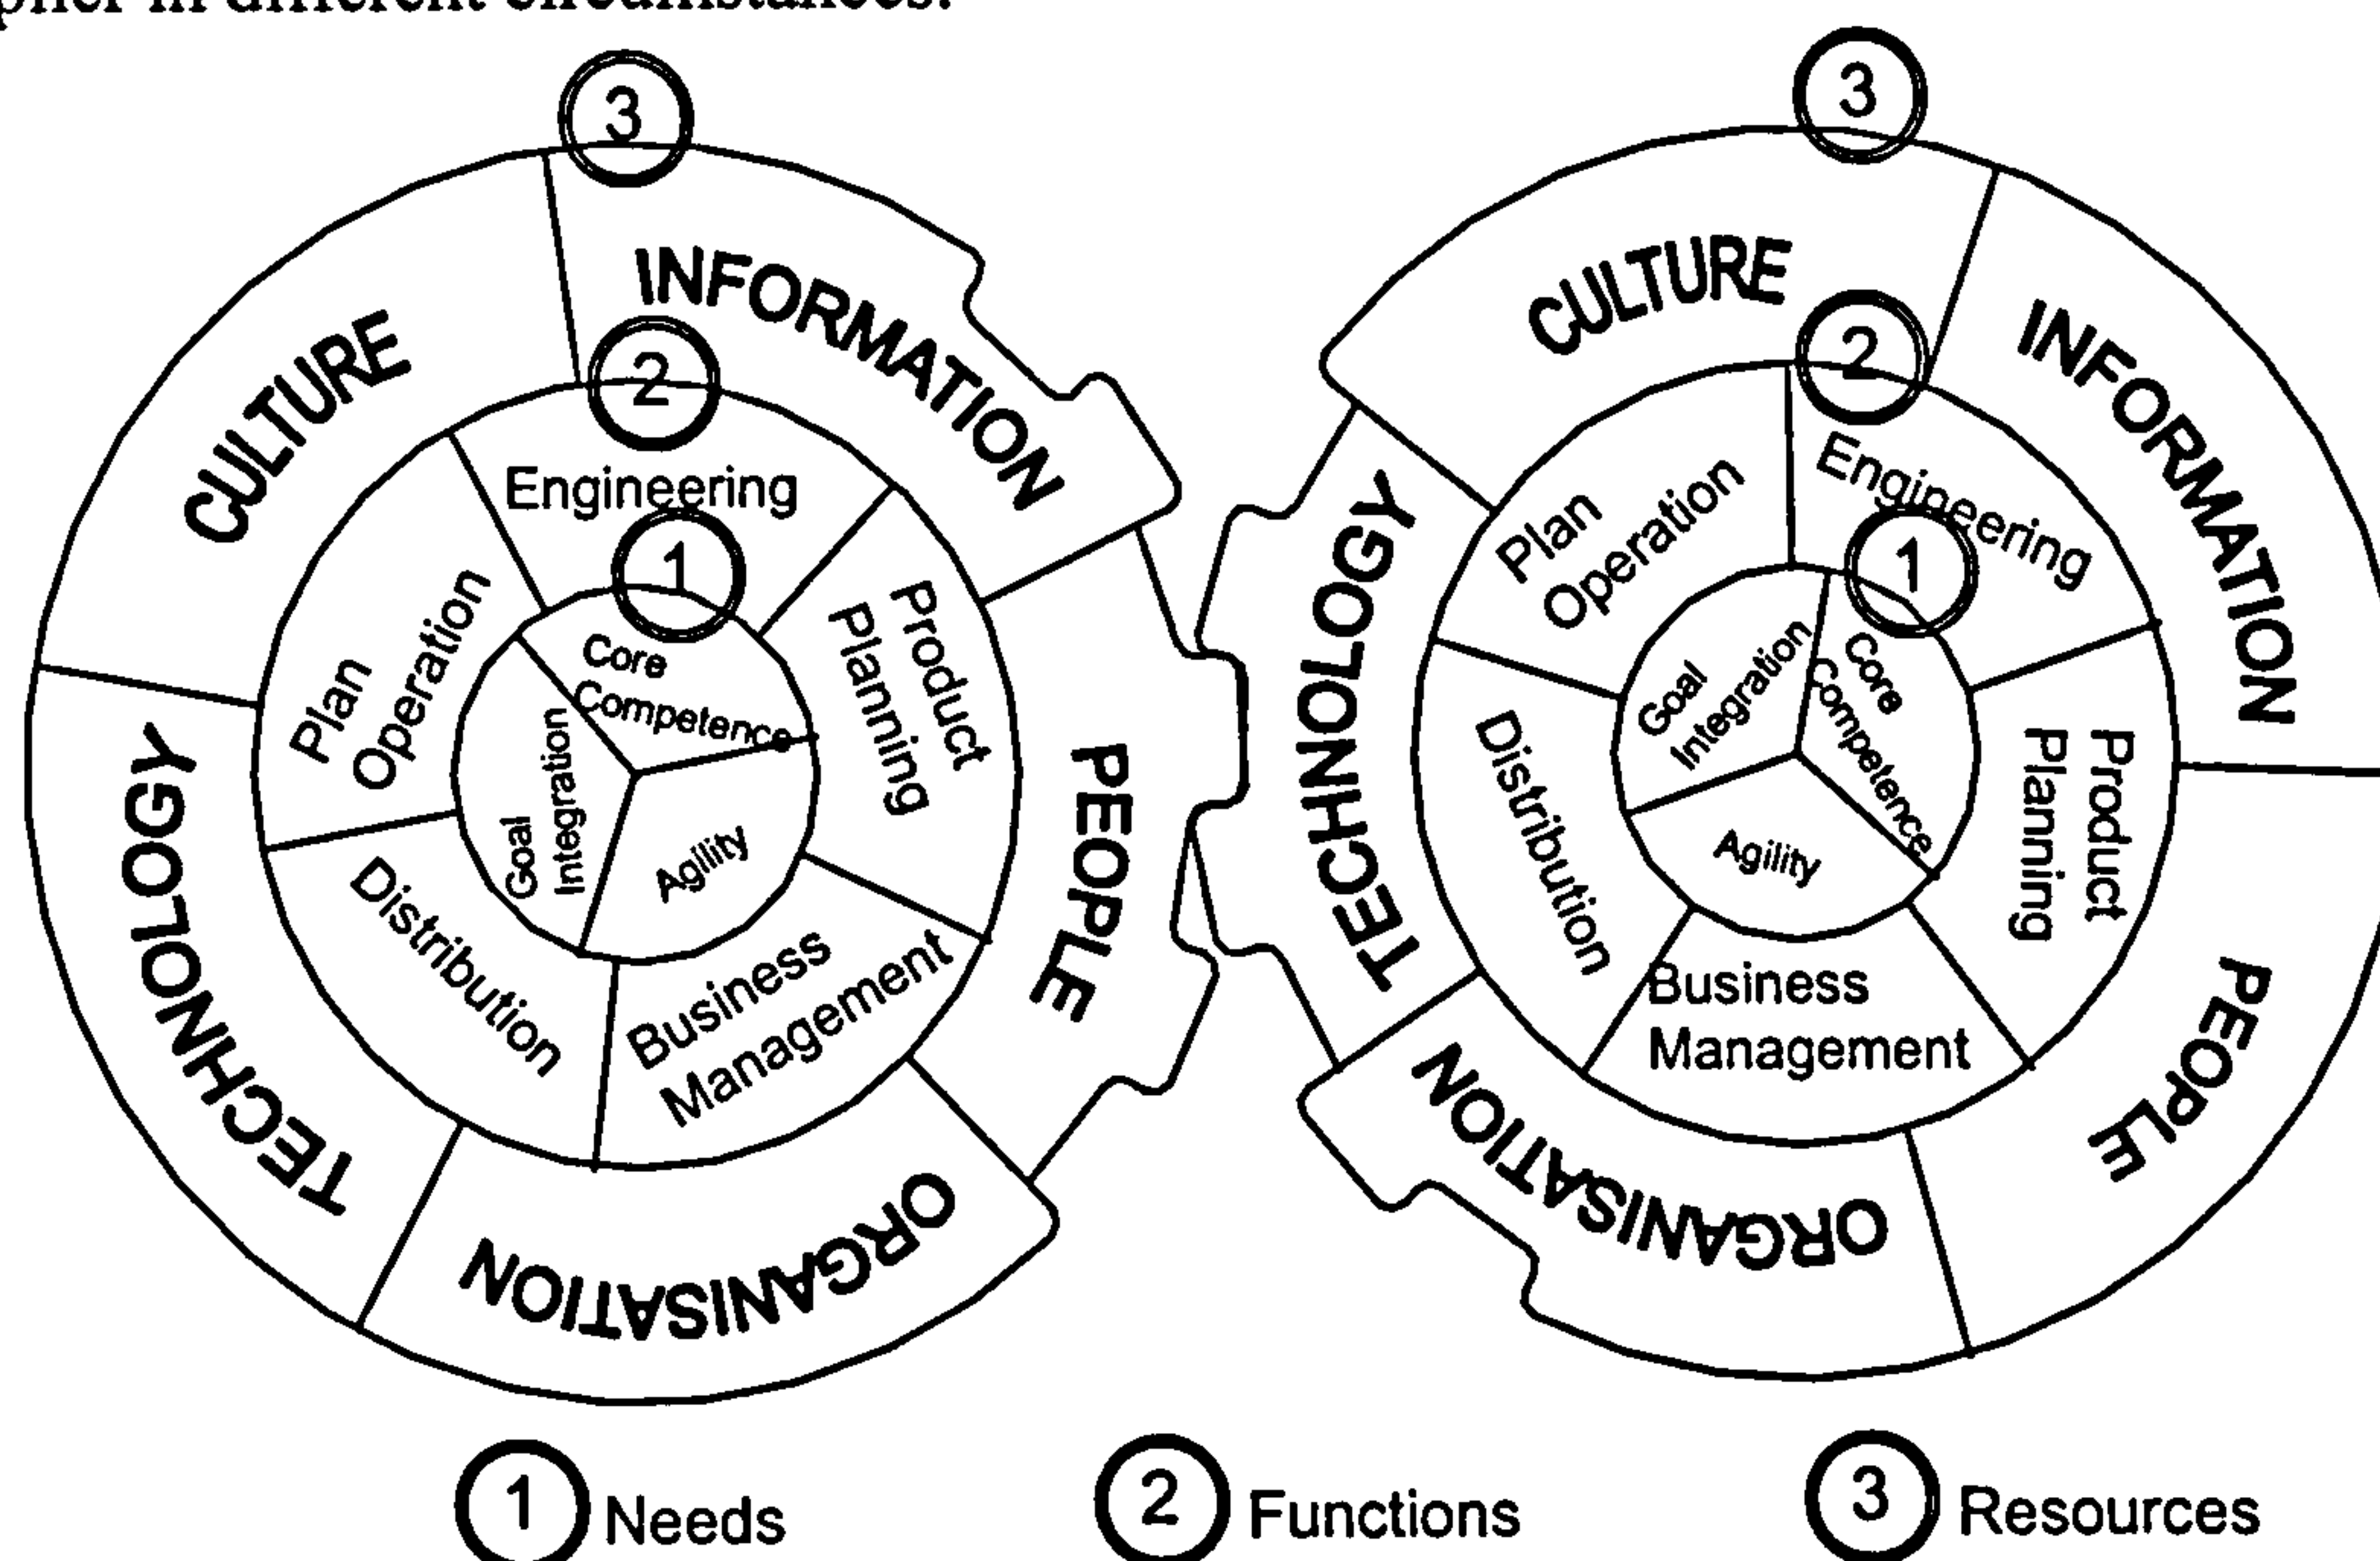 in different circumstances.
3
INFORMATION
CULTURE
2
Engineering
1
Product
Planning
Plan
Operation
Core
Competence
Goal
Integration
Agility
PEOPLE
TECHNOLOGY
Distribution
Business
Management
ORGANISATION
3
CULTURE
INFORMATION
2
Engineering
Plan
Operation
1
Goal
Integration
Core
Competence
TECHNOLOGY
Distribution
Agility
Product
Planning
Business
Management
PEOPLE
ORGANISATION
1 Needs
2 Functions
3 Resources